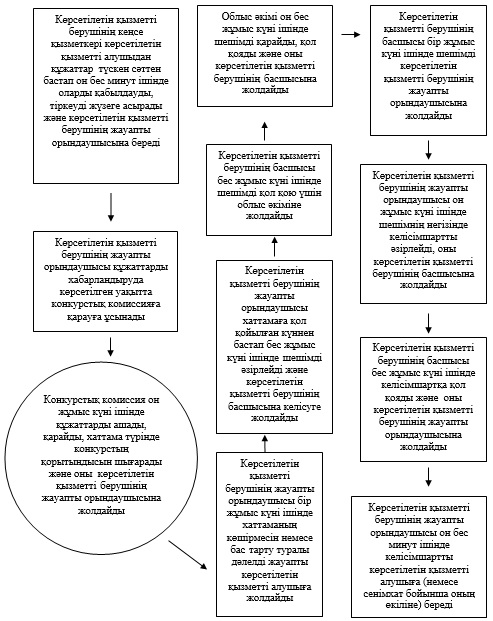 Көрсетілетін қызметті
берушінің кеңсе
қызметкері көрсетілетін
қызметті алушыдан
құжаттар түскен сәттен
бастап он бес минут ішінде
оларды қабылдауды,
тіркеуді жүзеге асырады
және көрсетілетін қызметті
берушінің жауапты
орындаушысына береді
Көрсетілетін қызметті
берушінің жауапты
орындаушысы құжаттарды
хабарландыруда
көрсетілген уақытта
конкурстық комиссияға
қарауға ұсынады
Конкурстық комиссия он
жұмыс күні ішінде
құжаттарды ашады,
қарайды, хаттама түрінде
конкурстың
қорытындысын шығарады
және оны көрсетілетін
қызметті берушінің
жауапты орындаушысына
жолдайды
Көрсетілетін
қызметті
берушінің жауапты
орындаушысы бір
жұмыс күні ішінде
хаттаманың
көшірмесін немесе
бас тарту туралы
дәлелді жауапты
көрсетілетін
қызметті алушыға
жолдайды
Көрсетілетін
қызметті берушінің
жауапты
орындаушысы
хаттамаға қол
қойылған күннен
бастап бес жұмыс
күні ішінде шешімді
әзірлейді және
көрсетілетін
қызметті берушінің
басшысына келісуге
жолдайды
Көрсетілетін қызметті
берушінің басшысы
бес жұмыс күні ішінде
шешімді қол қою үшін
облыс әкіміне
жолдайды
Облыс әкімі он бес
жұмыс күні ішінде
шешімді қарайды, қол
қояды және оны
көрсетілетін қызметті
берушінің басшысына
жолдайды
Көрсетілетін
қызметті берушінің
басшысы бір жұмыс
күні ішінде шешімді
көрсетілетін
қызметті берушінің
жауапты
орындаушысына
жолдайды
Көрсетілетін қызметті
берушінің жауапты
орындаушысы он
жұмыс күні ішінде
шешімнің негізінде
келісімшартты
әзірлейді, оны
көрсетілетін қызметті
берушінің басшысына
жолдайды
Көрсетілетін қызметті
берушінің басшысы
бес жұмыс күні ішінде
келісімшартқа қол
қояды және оны
көрсетілетін қызметті
берушінің жауапты
орындаушысына
жолдайды
Көрсетілетін қызметті
берушінің жауапты
орындаушысы он бес
минут ішінде
келісімшартты
көрсетілетін қызметті
алушыға (немесе
сенімхат бойынша оның
өкіліне) береді